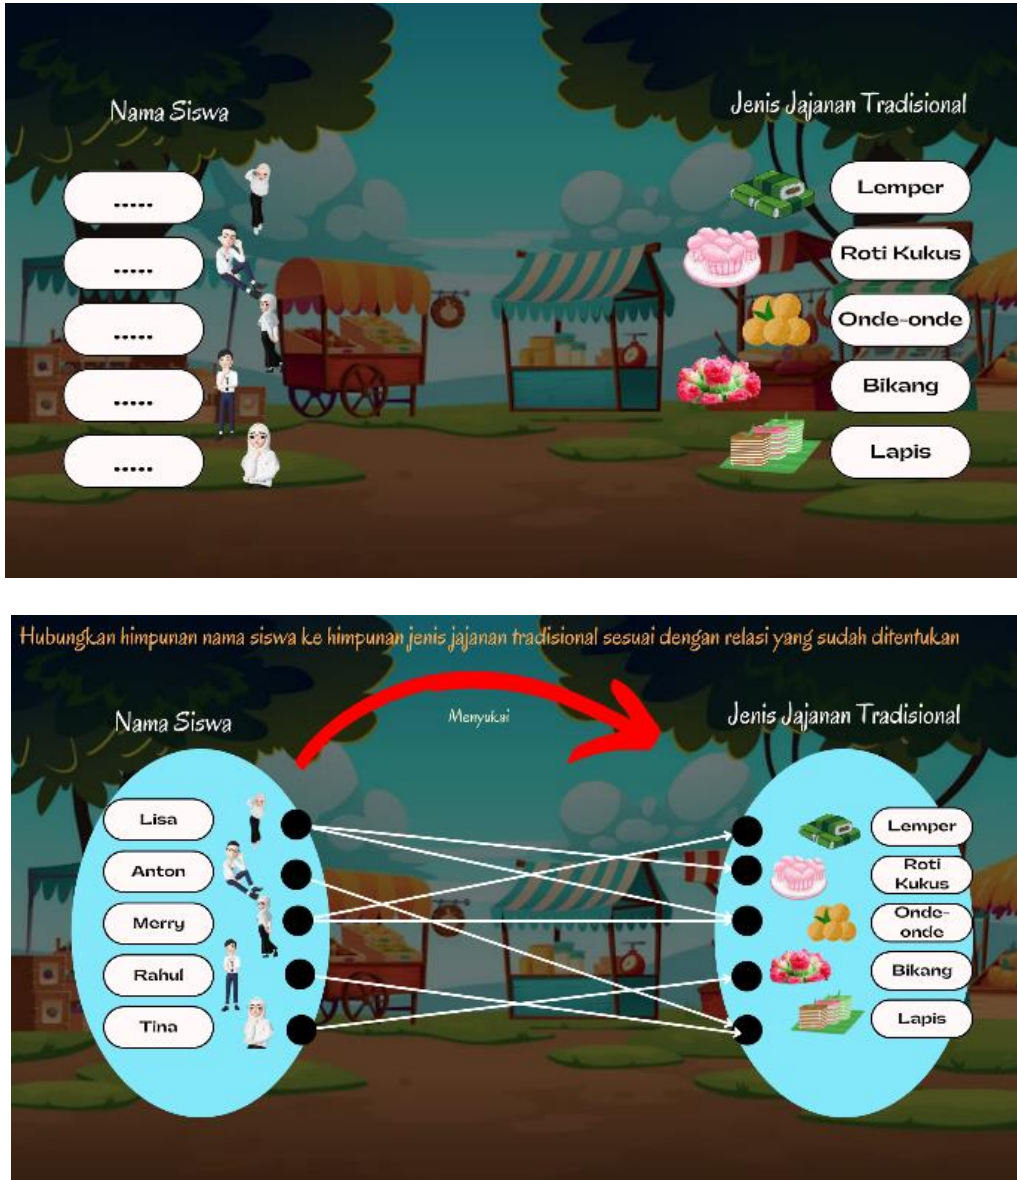 Nama Siswa
Jenis Jajanan Tradisional
.....
.....
.....
.....
.....
Lemper
Roti Kukus
Onde-onde
Bikang
Lapis
Hubungkan himpunan nama siswa ke himpunan jenis jajanan tradisional sesuai dengan relasi yang sudah ditentukan
Nama Siswa
Menyukai
Jenis Jajanan Tradisional
Lisa
Anton
Merry
Rahul
Tina
Lemper
Roti
Kukus
Onde-
onde
Bikang
Lapis